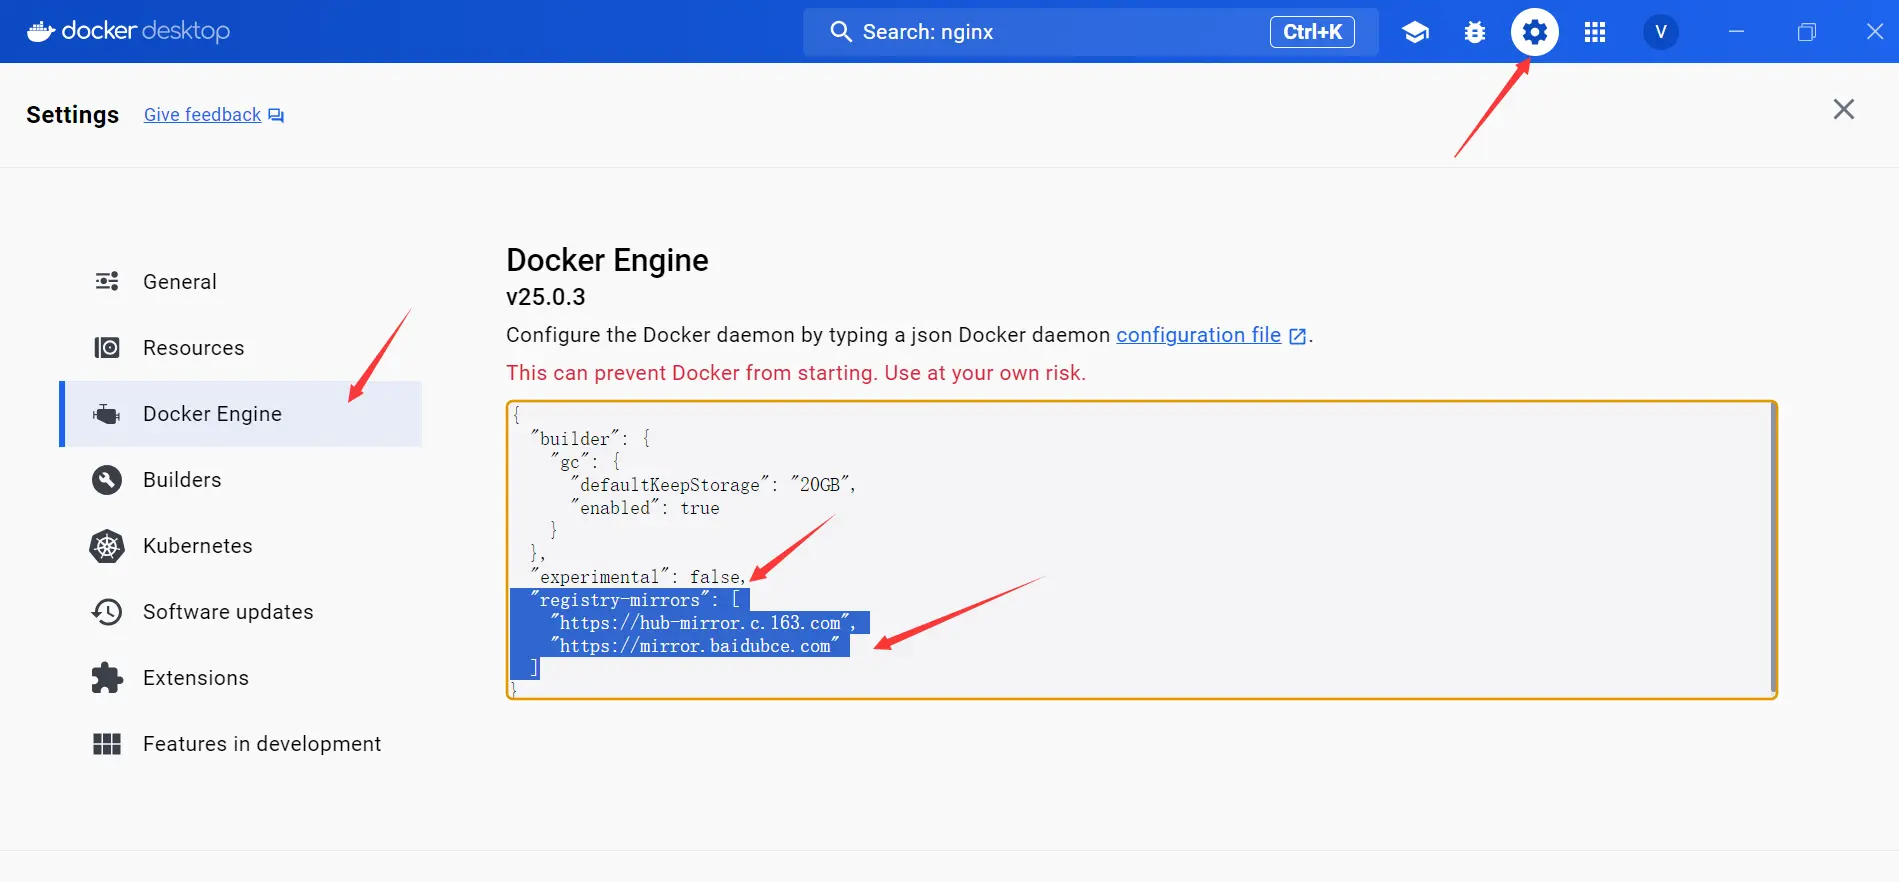 docker desktop
Search: nginx
Ctrl+K
V
Settings
Give feedback
General
Resources
Docker Engine
Builders
Kubernetes
Software updates
Extensions
Features in development
Docker Engine
v25.0.3
Configure the Docker daemon by typing a json Docker daemon configuration file.
This can prevent Docker from starting. Use at your own risk.
{
"builder": {
"gc": {
"defaultKeepStorage": "20GB",
"enabled": true
}
},
"experimental": false,
"registry-mirrors": [
"https://hub-mirror.c.163.com",
"https://mirror.baidubce.com"
]
}